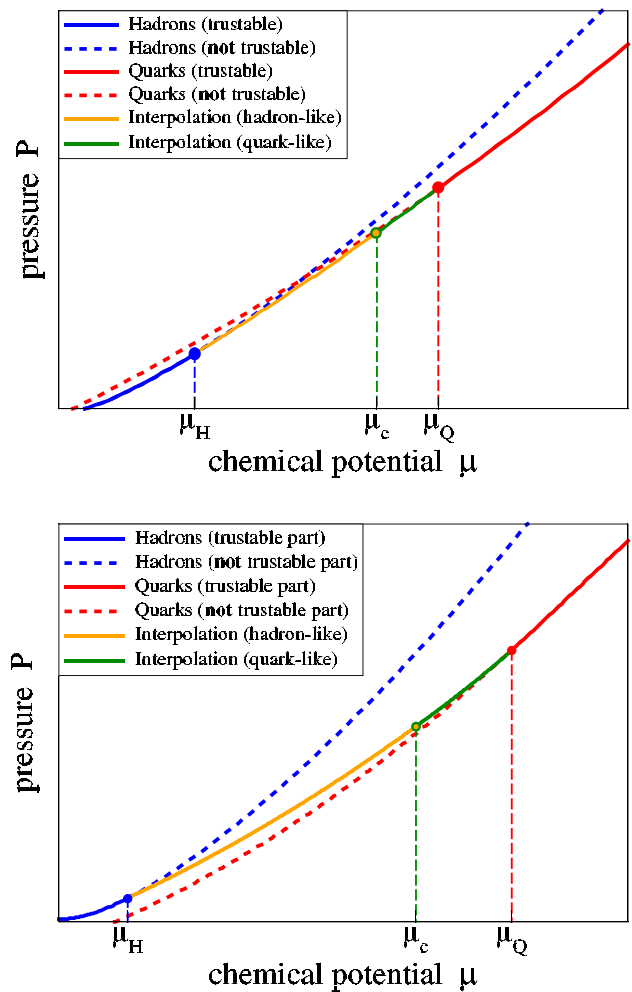 Hadrons (trustable)
Hadrons (not trustable)
Quarks (trustable)
Quarks (not trustable)
Interpolation (hadron-like)
Interpolation (quark-like)
pressure P
μH
μc
μQ
chemical potential μ
Hadrons (trustable part)
Hadrons (not trustable part)
Quarks (trustable part)
Quarks (not trustable part)
Interpolation (hadron-like)
Interpolation (quark-like)
pressure P
μH
μc
μQ
chemical potential μ